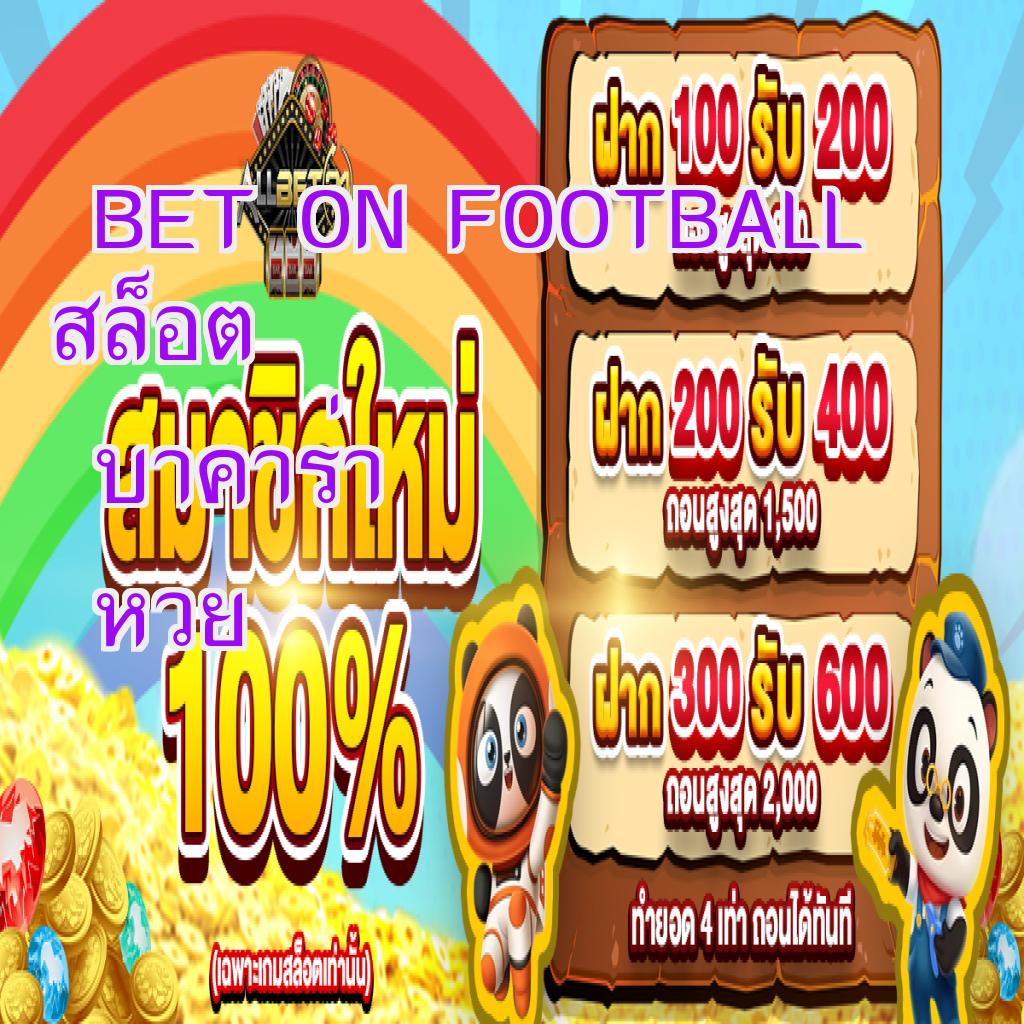 BET ON FOOTBALL
สล็อต
บาคาร่า
หวย
สมาชิกใหม่
100%
(เฉพาะเกมสล็อตเท่านั้น)
ฝาก 100 รับ 200
ฝาก 200 รับ 400
ถอนสูงสุด 1,500
ฝาก 300 รับ 600
ถอนสูงสุด 2,000
ทำยอด 4 เท่า ถอนได้ทันที